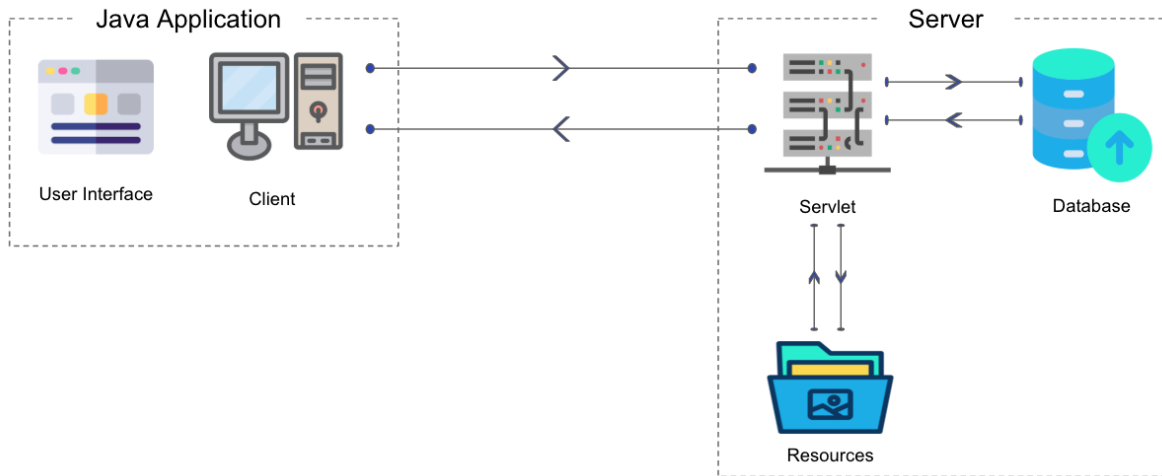 Java Application
Server
User Interface
Client
Servlet
Database
Resources